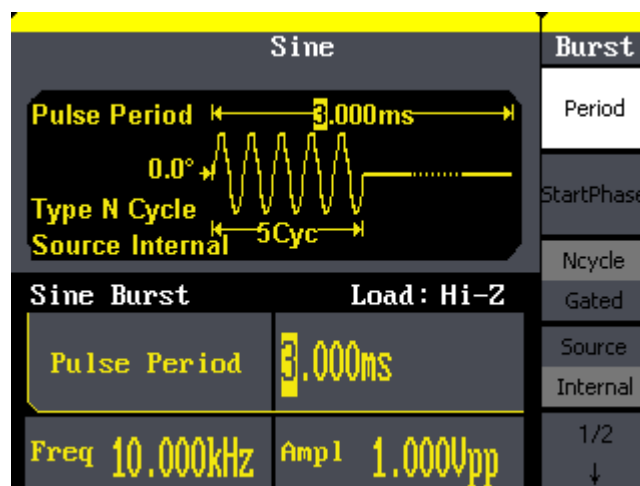 Sine
Burst
Pulse Period 3.000ms
Period
0.0°
StartPhase
Type N Cycle
5Cyc
Source Internal
Ncycle
Gated
Sine Burst Load: Hi-Z
Pulse Period 3.000ms
Source
Internal
Freq 10.000kHz Ampl 1.000Vpp
1/2
↓